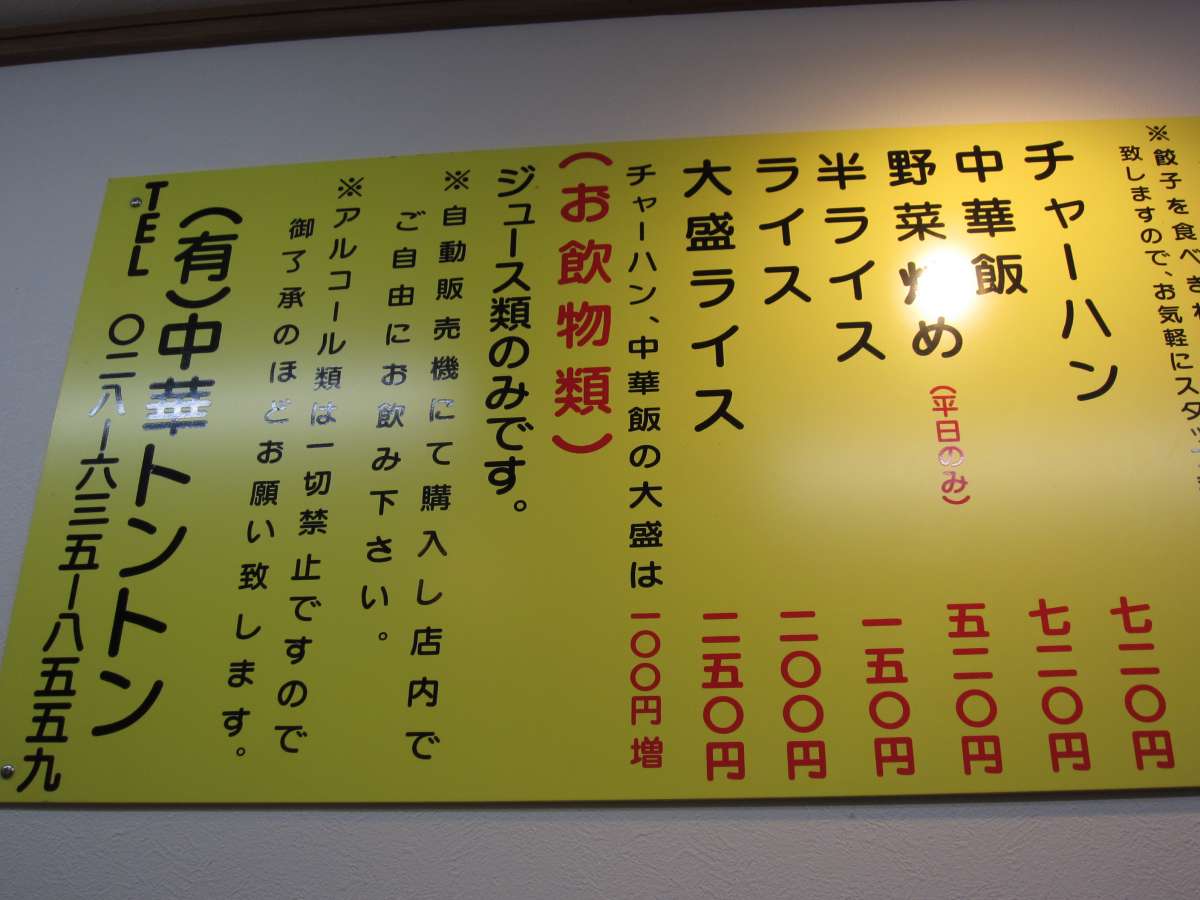 ※餃子を食べき
致しますので、お気軽にスタッフ
チャーハン 七二〇円
中華飯 七二〇円
野菜炒め (平日のみ) 五二〇円
半ライス 一五〇円
ライス 二〇〇円
大盛ライス 二五〇円
チャーハン、中華飯の大盛は 一〇〇円増
(お飲物類)
ジュース類のみです。
※自動販売機にて購入し店内で
ご自由にお飲み下さい。
※アルコール類は一切禁止ですので
御了承のほどお願い致します。
(有)中華トントン
TEL 〇二八ー六三五ー八五五九